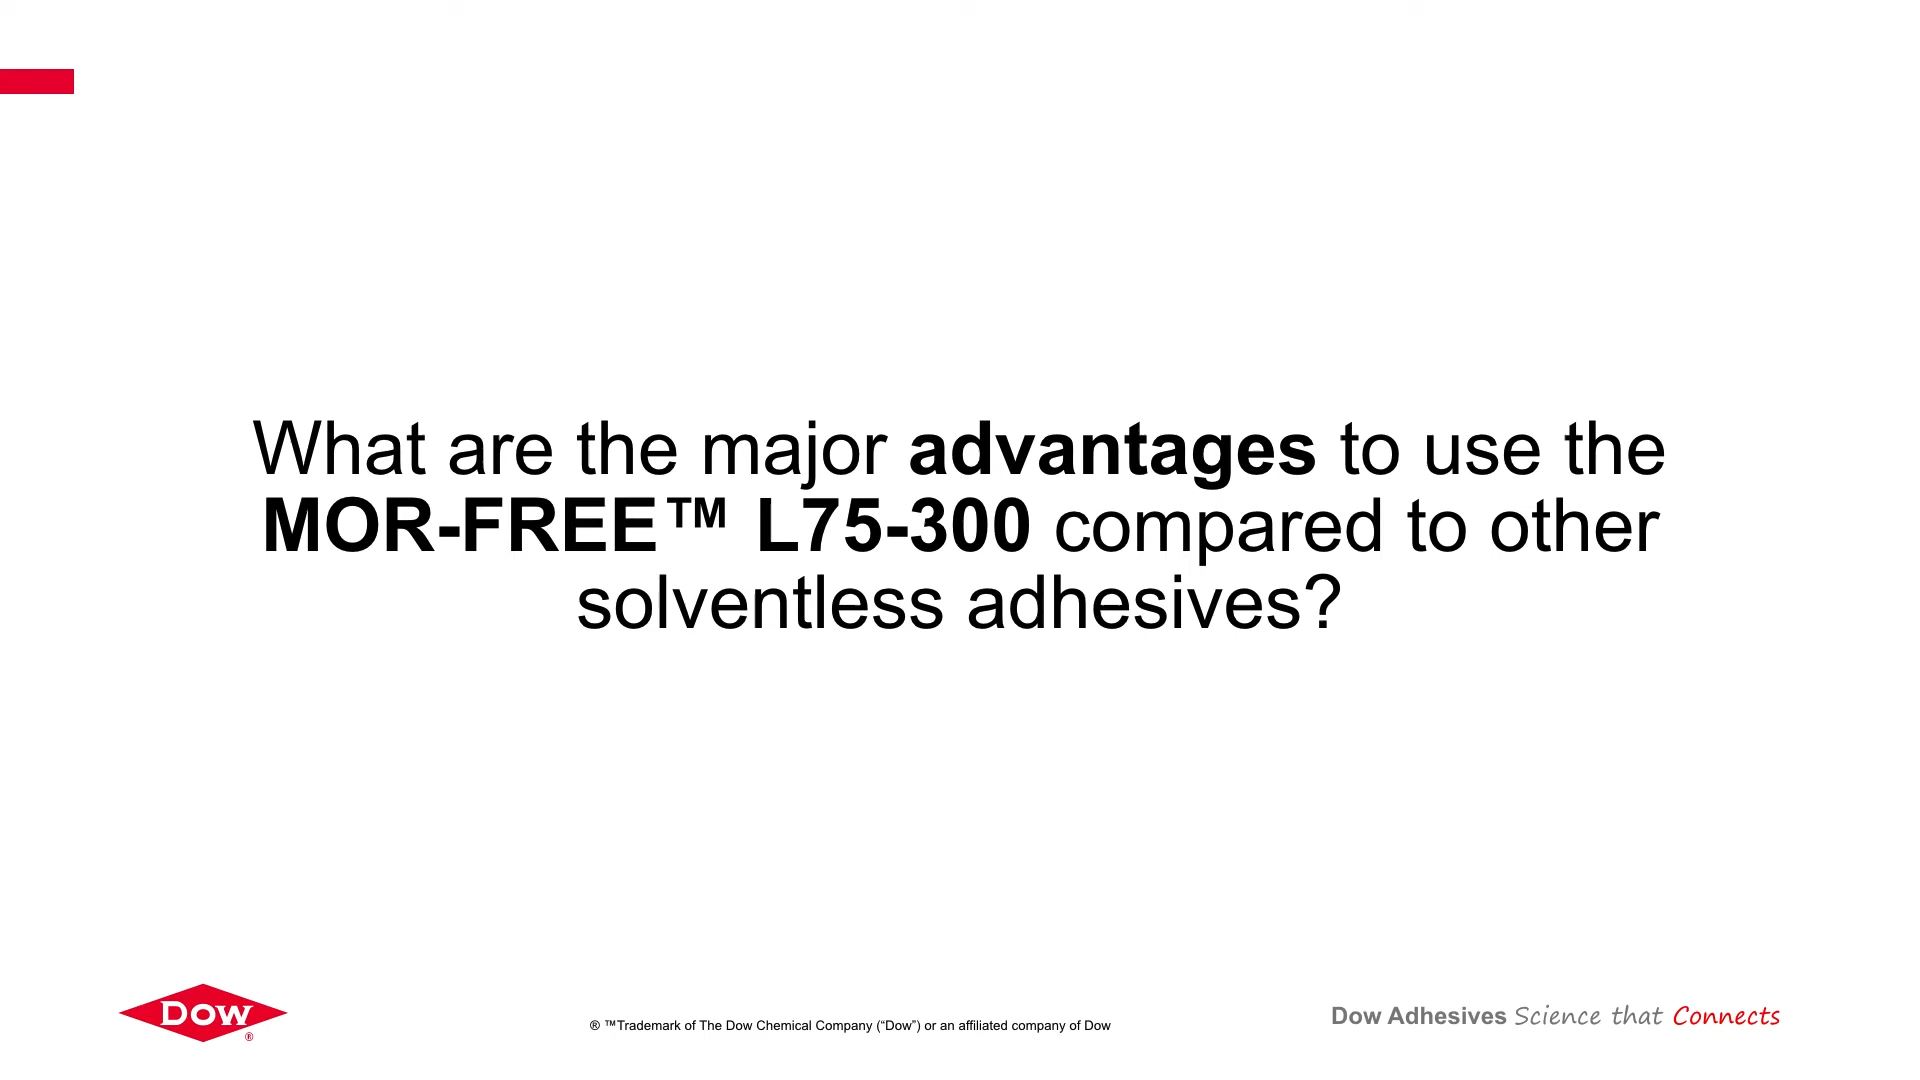 What are the major advantages to use the
MOR-FREE™ L75-300 compared to other
solventless adhesives?
DOW
®
® ™Trademark of The Dow Chemical Company (“Dow”) or an affiliated company of Dow
Dow Adhesives Science that Connects